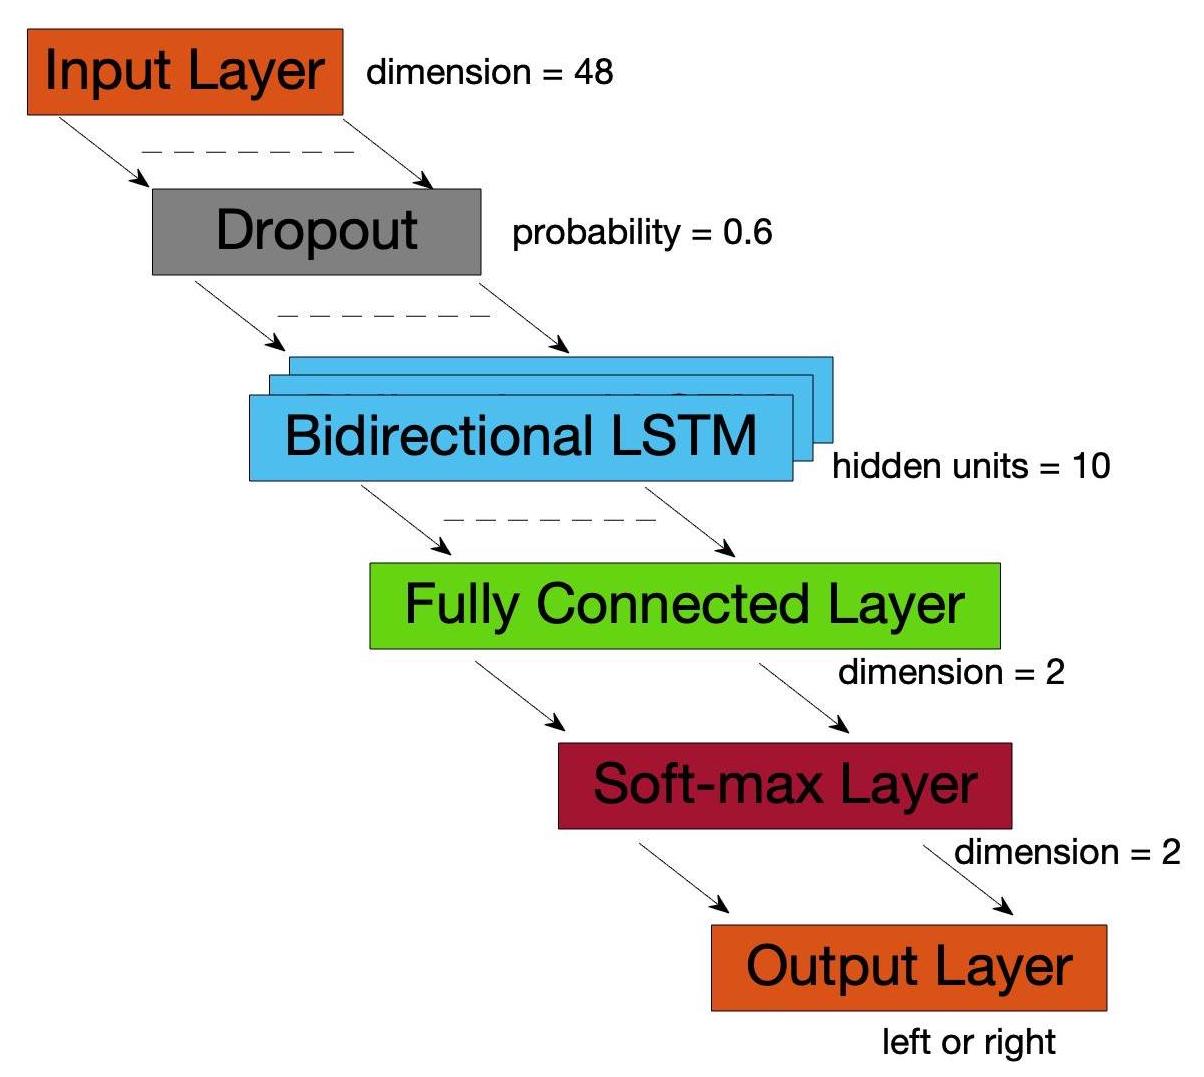 Input Layer
dimension = 48
Dropout
probability = 0.6
Bidirectional LSTM
hidden units = 10
Fully Connected Layer
dimension = 2
Soft-max Layer
dimension = 2
Output Layer
left or right